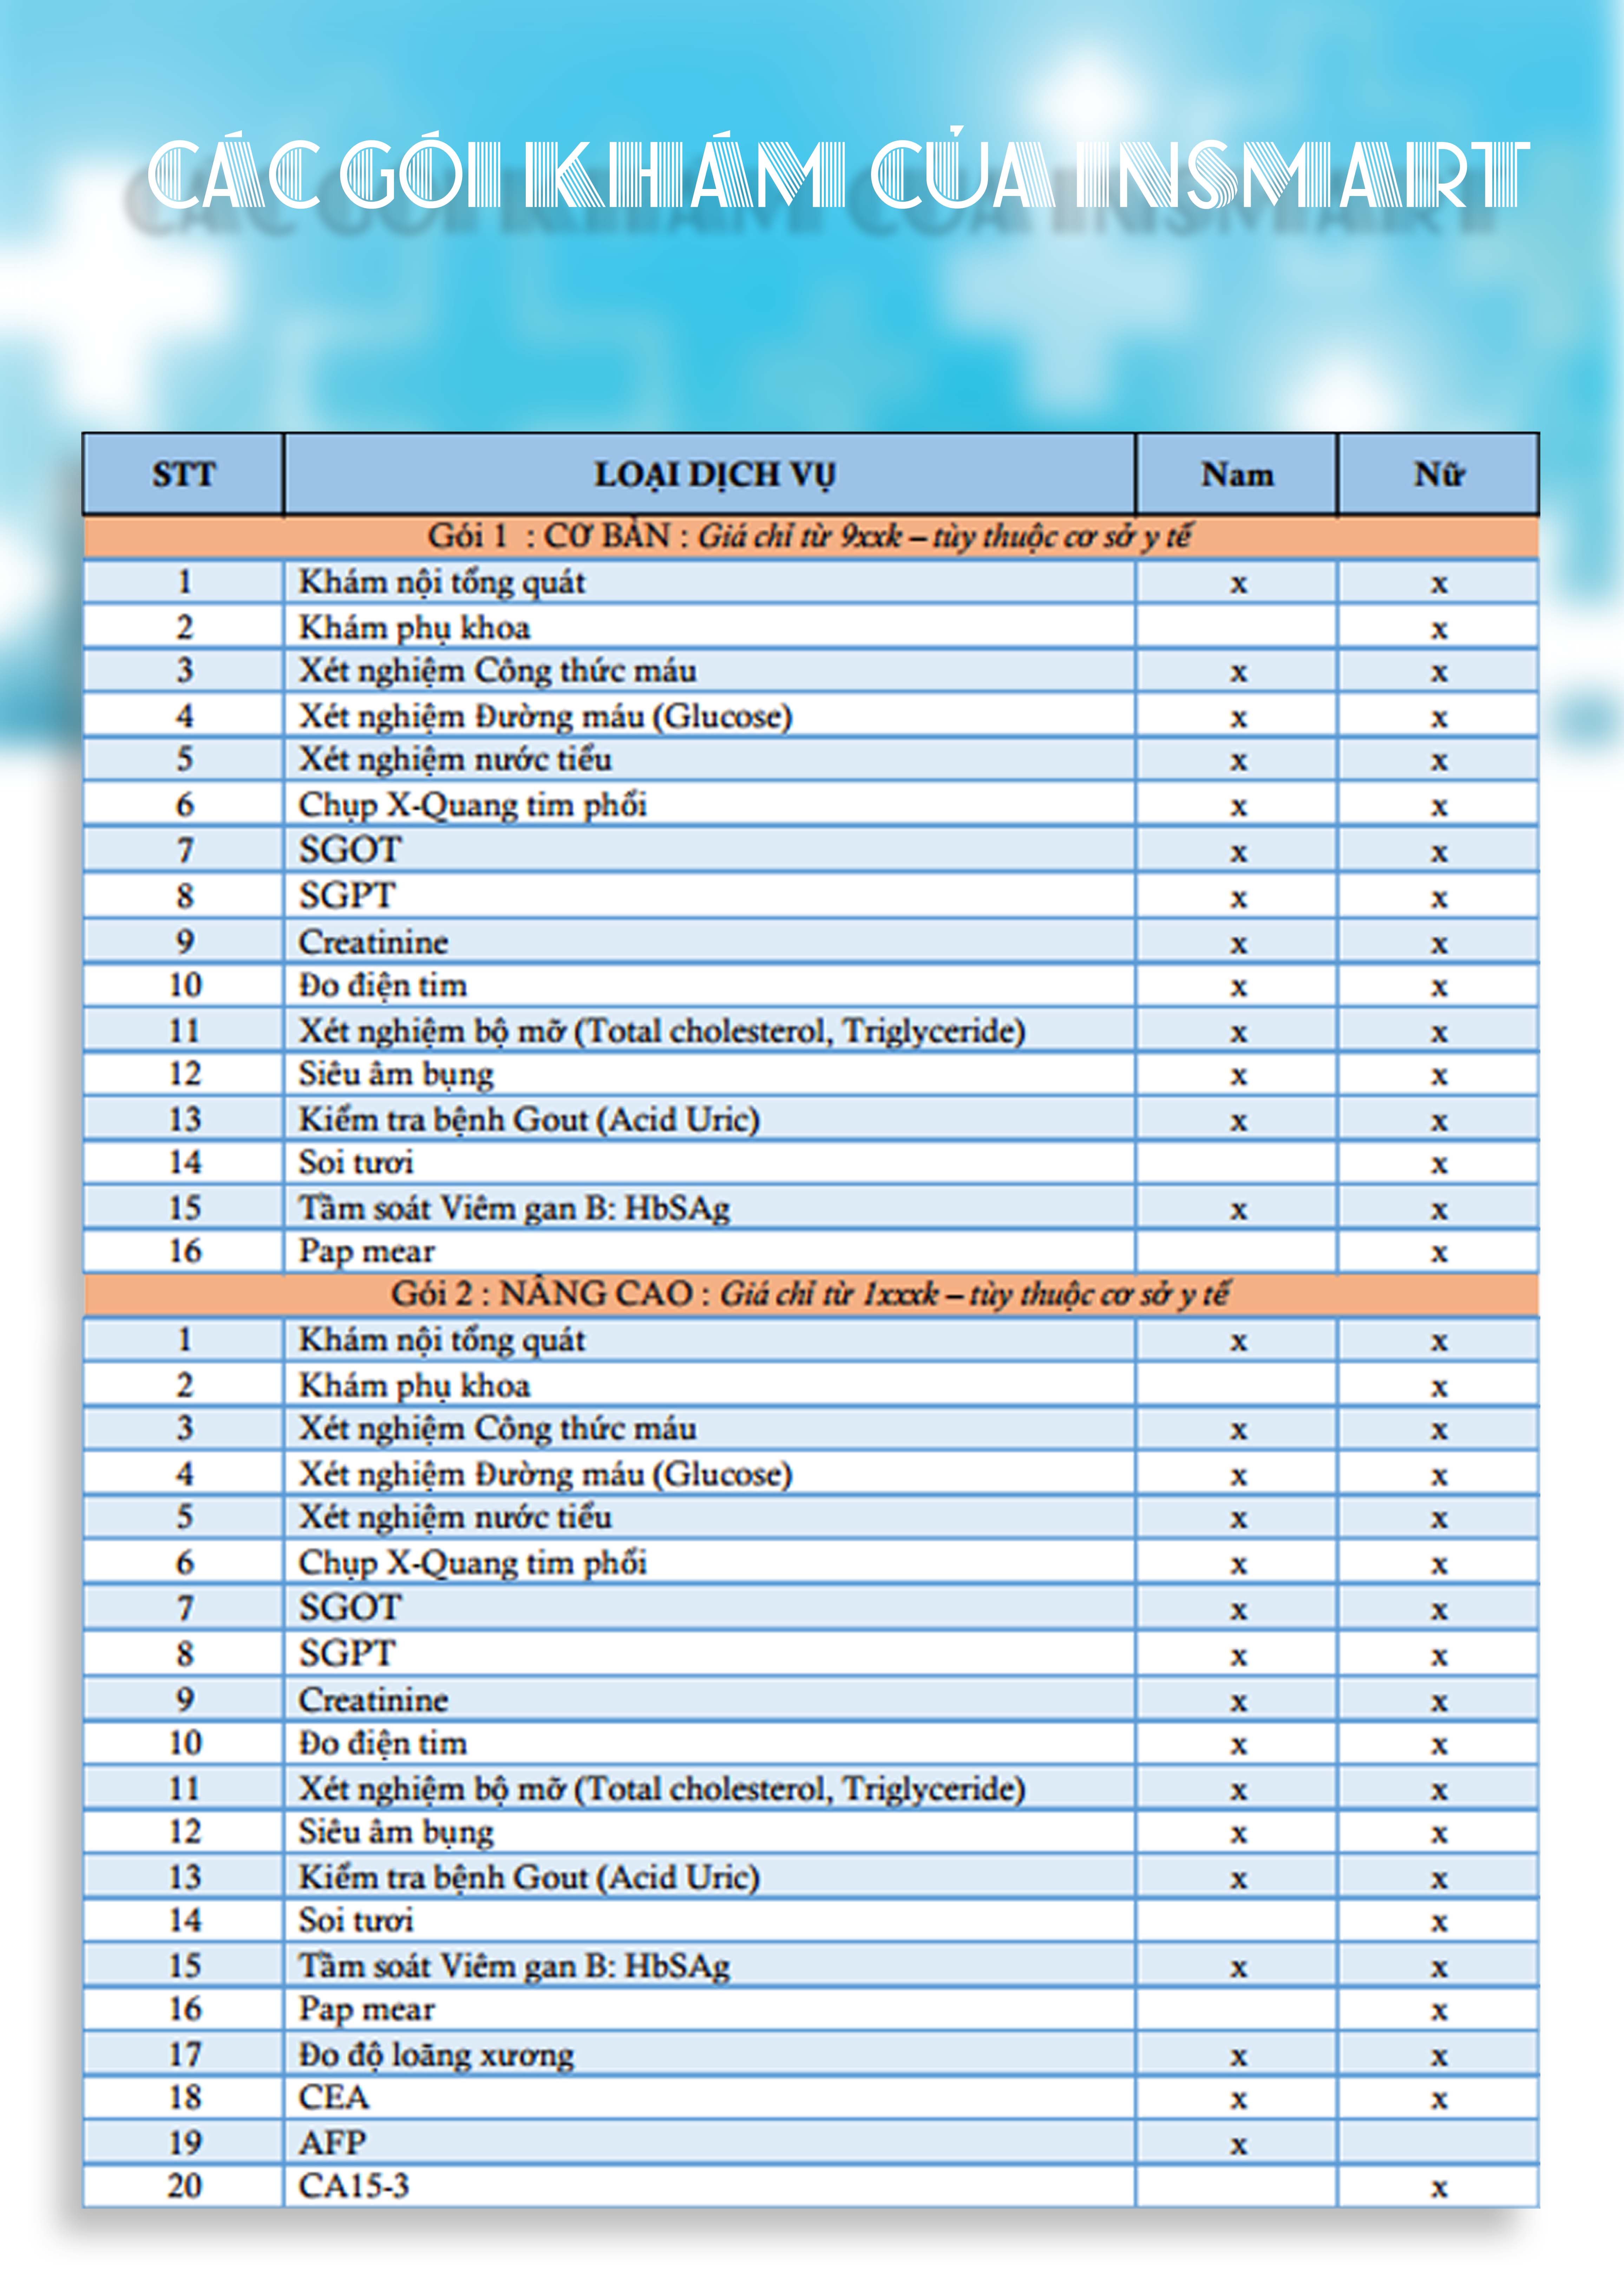 CÁC GÓI KHÁM CỦA INSMART
STT LOẠI DỊCH VỤ Nam Nữ
Gói 1 : CƠ BẢN : Giá chỉ từ 9xxk – tùy thuộc cơ sở y tế
1 Khám nội tổng quát x x
2 Khám phụ khoa x
3 Xét nghiệm Công thức máu x x
4 Xét nghiệm Đường máu (Glucose) x x
5 Xét nghiệm nước tiểu x x
6 Chụp X-Quang tim phổi x x
7 SGOT x x
8 SGPT x x
9 Creatinine x x
10 Đo điện tim x x
11 Xét nghiệm bộ mỡ (Total cholesterol, Triglyceride) x x
12 Siêu âm bụng x x
13 Kiểm tra bệnh Gout (Acid Uric) x x
14 Soi tươi x
15 Tầm soát Viêm gan B: HbSAg x x
16 Pap mear x
Gói 2 : NÂNG CAO : Giá chỉ từ 1xxxk – tùy thuộc cơ sở y tế
1 Khám nội tổng quát x x
2 Khám phụ khoa x
3 Xét nghiệm Công thức máu x x
4 Xét nghiệm Đường máu (Glucose) x x
5 Xét nghiệm nước tiểu x x
6 Chụp X-Quang tim phổi x x
7 SGOT x x
8 SGPT x x
9 Creatinine x x
10 Đo điện tim x x
11 Xét nghiệm bộ mỡ (Total cholesterol, Triglyceride) x x
12 Siêu âm bụng x x
13 Kiểm tra bệnh Gout (Acid Uric) x x
14 Soi tươi x
15 Tầm soát Viêm gan B: HbSAg x x
16 Pap mear x
17 Đo độ loãng xương x x
18 CEA x x
19 AFP x
20 CA15-3 x